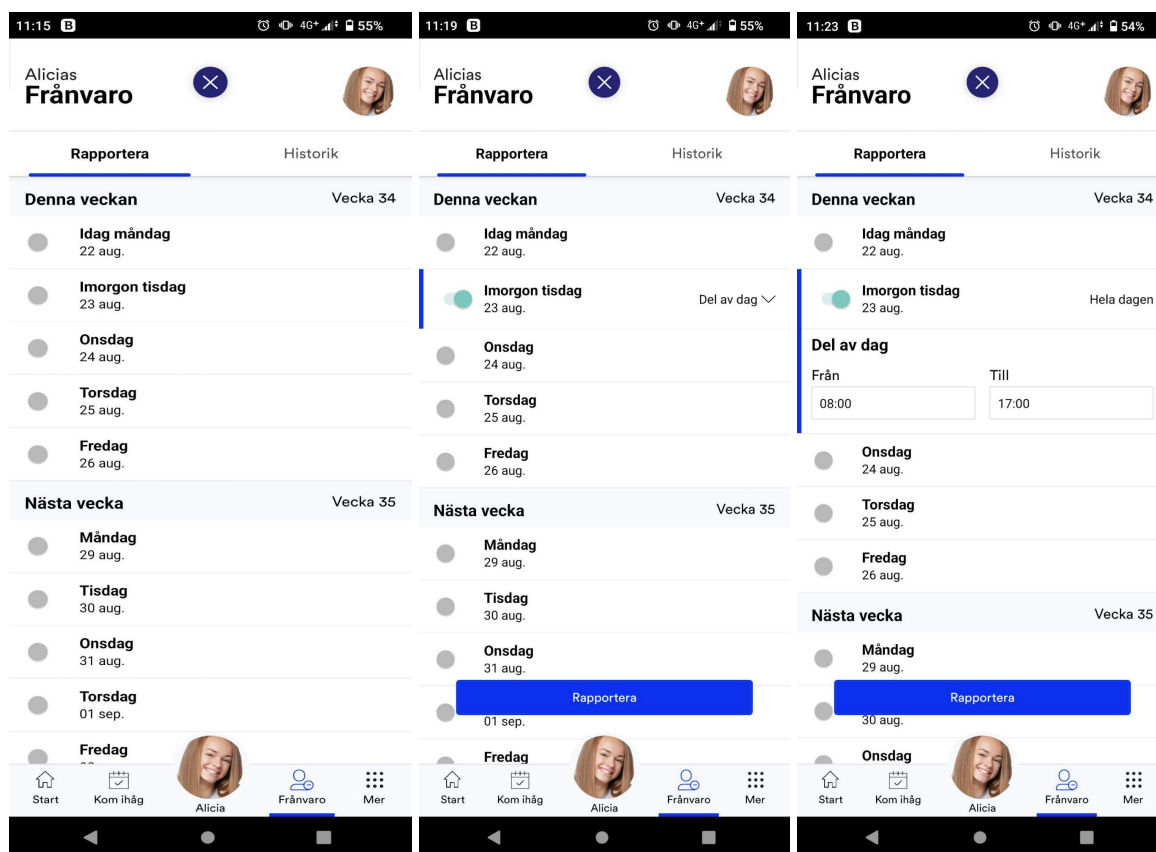 11:15 B 4G+ 55%
Alicias
Frånvaro
Rapportera Historik
Denna veckan Vecka 34
Idag måndag
22 aug.
Imorgon tisdag
23 aug.
Onsdag
24 aug.
Torsdag
25 aug.
Fredag
26 aug.
Nästa vecka Vecka 35
Måndag
29 aug.
Tisdag
30 aug.
Onsdag
31 aug.
Torsdag
01 sep.
Fredag
Start Kom ihåg Alicia Frånvaro Mer
11:19 B 4G+ 55%
Alicias
Frånvaro
Rapportera Historik
Denna veckan Vecka 34
Idag måndag
22 aug.
Imorgon tisdag Del av dag
23 aug.
Onsdag
24 aug.
Torsdag
25 aug.
Fredag
26 aug.
Nästa vecka Vecka 35
Måndag
29 aug.
Tisdag
30 aug.
Onsdag
31 aug.
Rapportera
01 sep.
Fredag
Start Kom ihåg Alicia Frånvaro Mer
11:23 B 4G+ 54%
Alicias
Frånvaro
Rapportera Historik
Denna veckan Vecka 34
Idag måndag
22 aug.
Imorgon tisdag Hela dagen
23 aug.
Del av dag
Från Till
08:00 17:00
Onsdag
24 aug.
Torsdag
25 aug.
Fredag
26 aug.
Nästa vecka Vecka 35
Måndag
29 aug.
Rapportera
30 aug.
Onsdag
Start Kom ihåg Alicia Frånvaro Mer